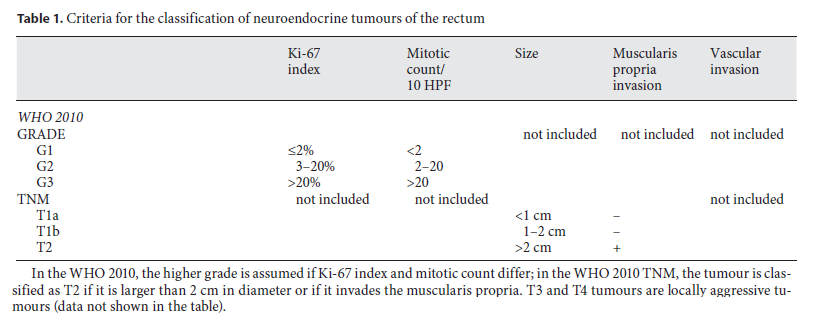 Table 1. Criteria for the classification of neuroendocrine tumours of the rectum
Ki-67 index Mitotic count/ 10 HPF Size Muscularis propria invasion Vascular invasion
WHO 2010
GRADE not included not included not included
G1 ≤2% <2
G2 3–20% 2–20
G3 >20% >20
TNM not included not included not included
T1a <1 cm –
T1b 1–2 cm –
T2 >2 cm +
In the WHO 2010, the higher grade is assumed if Ki-67 index and mitotic count differ; in the WHO 2010 TNM, the tumour is clas-
sified as T2 if it is larger than 2 cm in diameter or if it invades the muscularis propria. T3 and T4 tumours are locally aggressive tu-
mours (data not shown in the table).